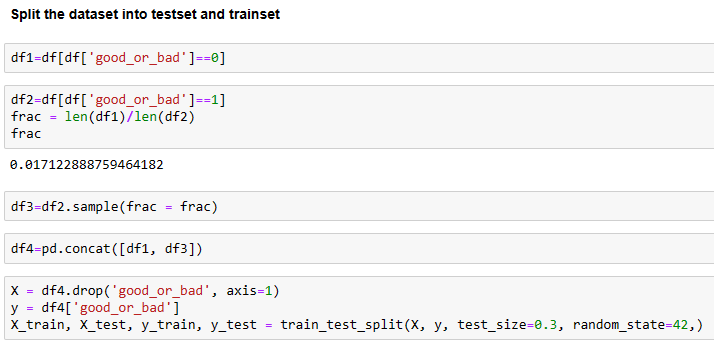 Split the dataset into testset and trainset
df1=df[df['good_or_bad']==0]
df2=df[df['good_or_bad']==1]
frac = len(df1)/len(df2)
frac
0.017122888759464182
df3=df2.sample(frac = frac)
df4=pd.concat([df1, df3])
X = df4.drop('good_or_bad', axis=1)
y = df4['good_or_bad']
X_train, X_test, y_train, y_test = train_test_split(X, y, test_size=0.3, random_state=42,)